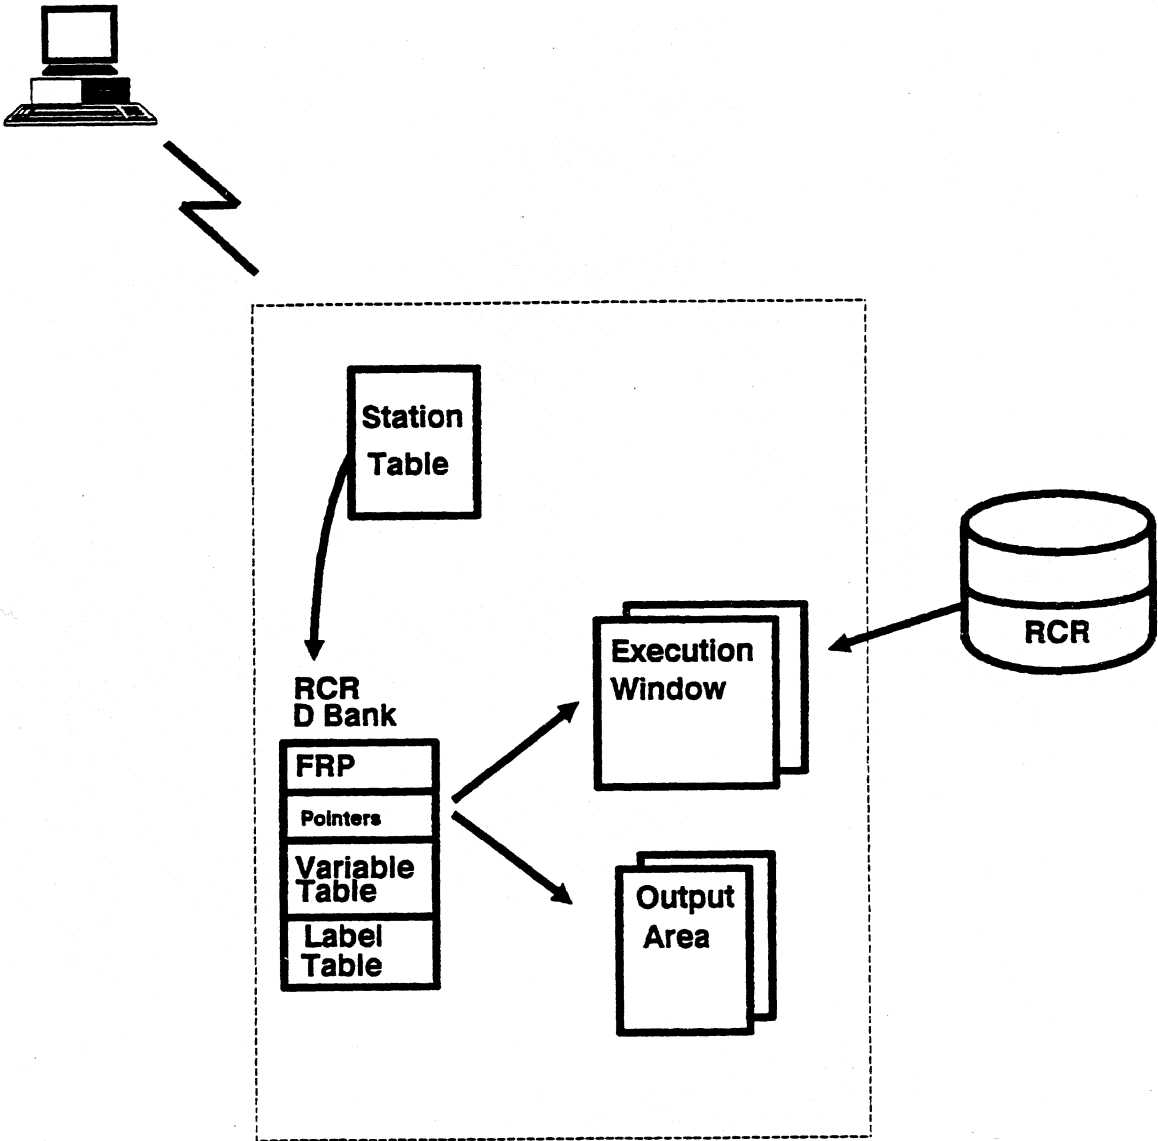 Station
Table
RCR
D Bank
FRP
Pointers
Variable
Table
Label
Table
Execution
Window
Output
Area
RCR